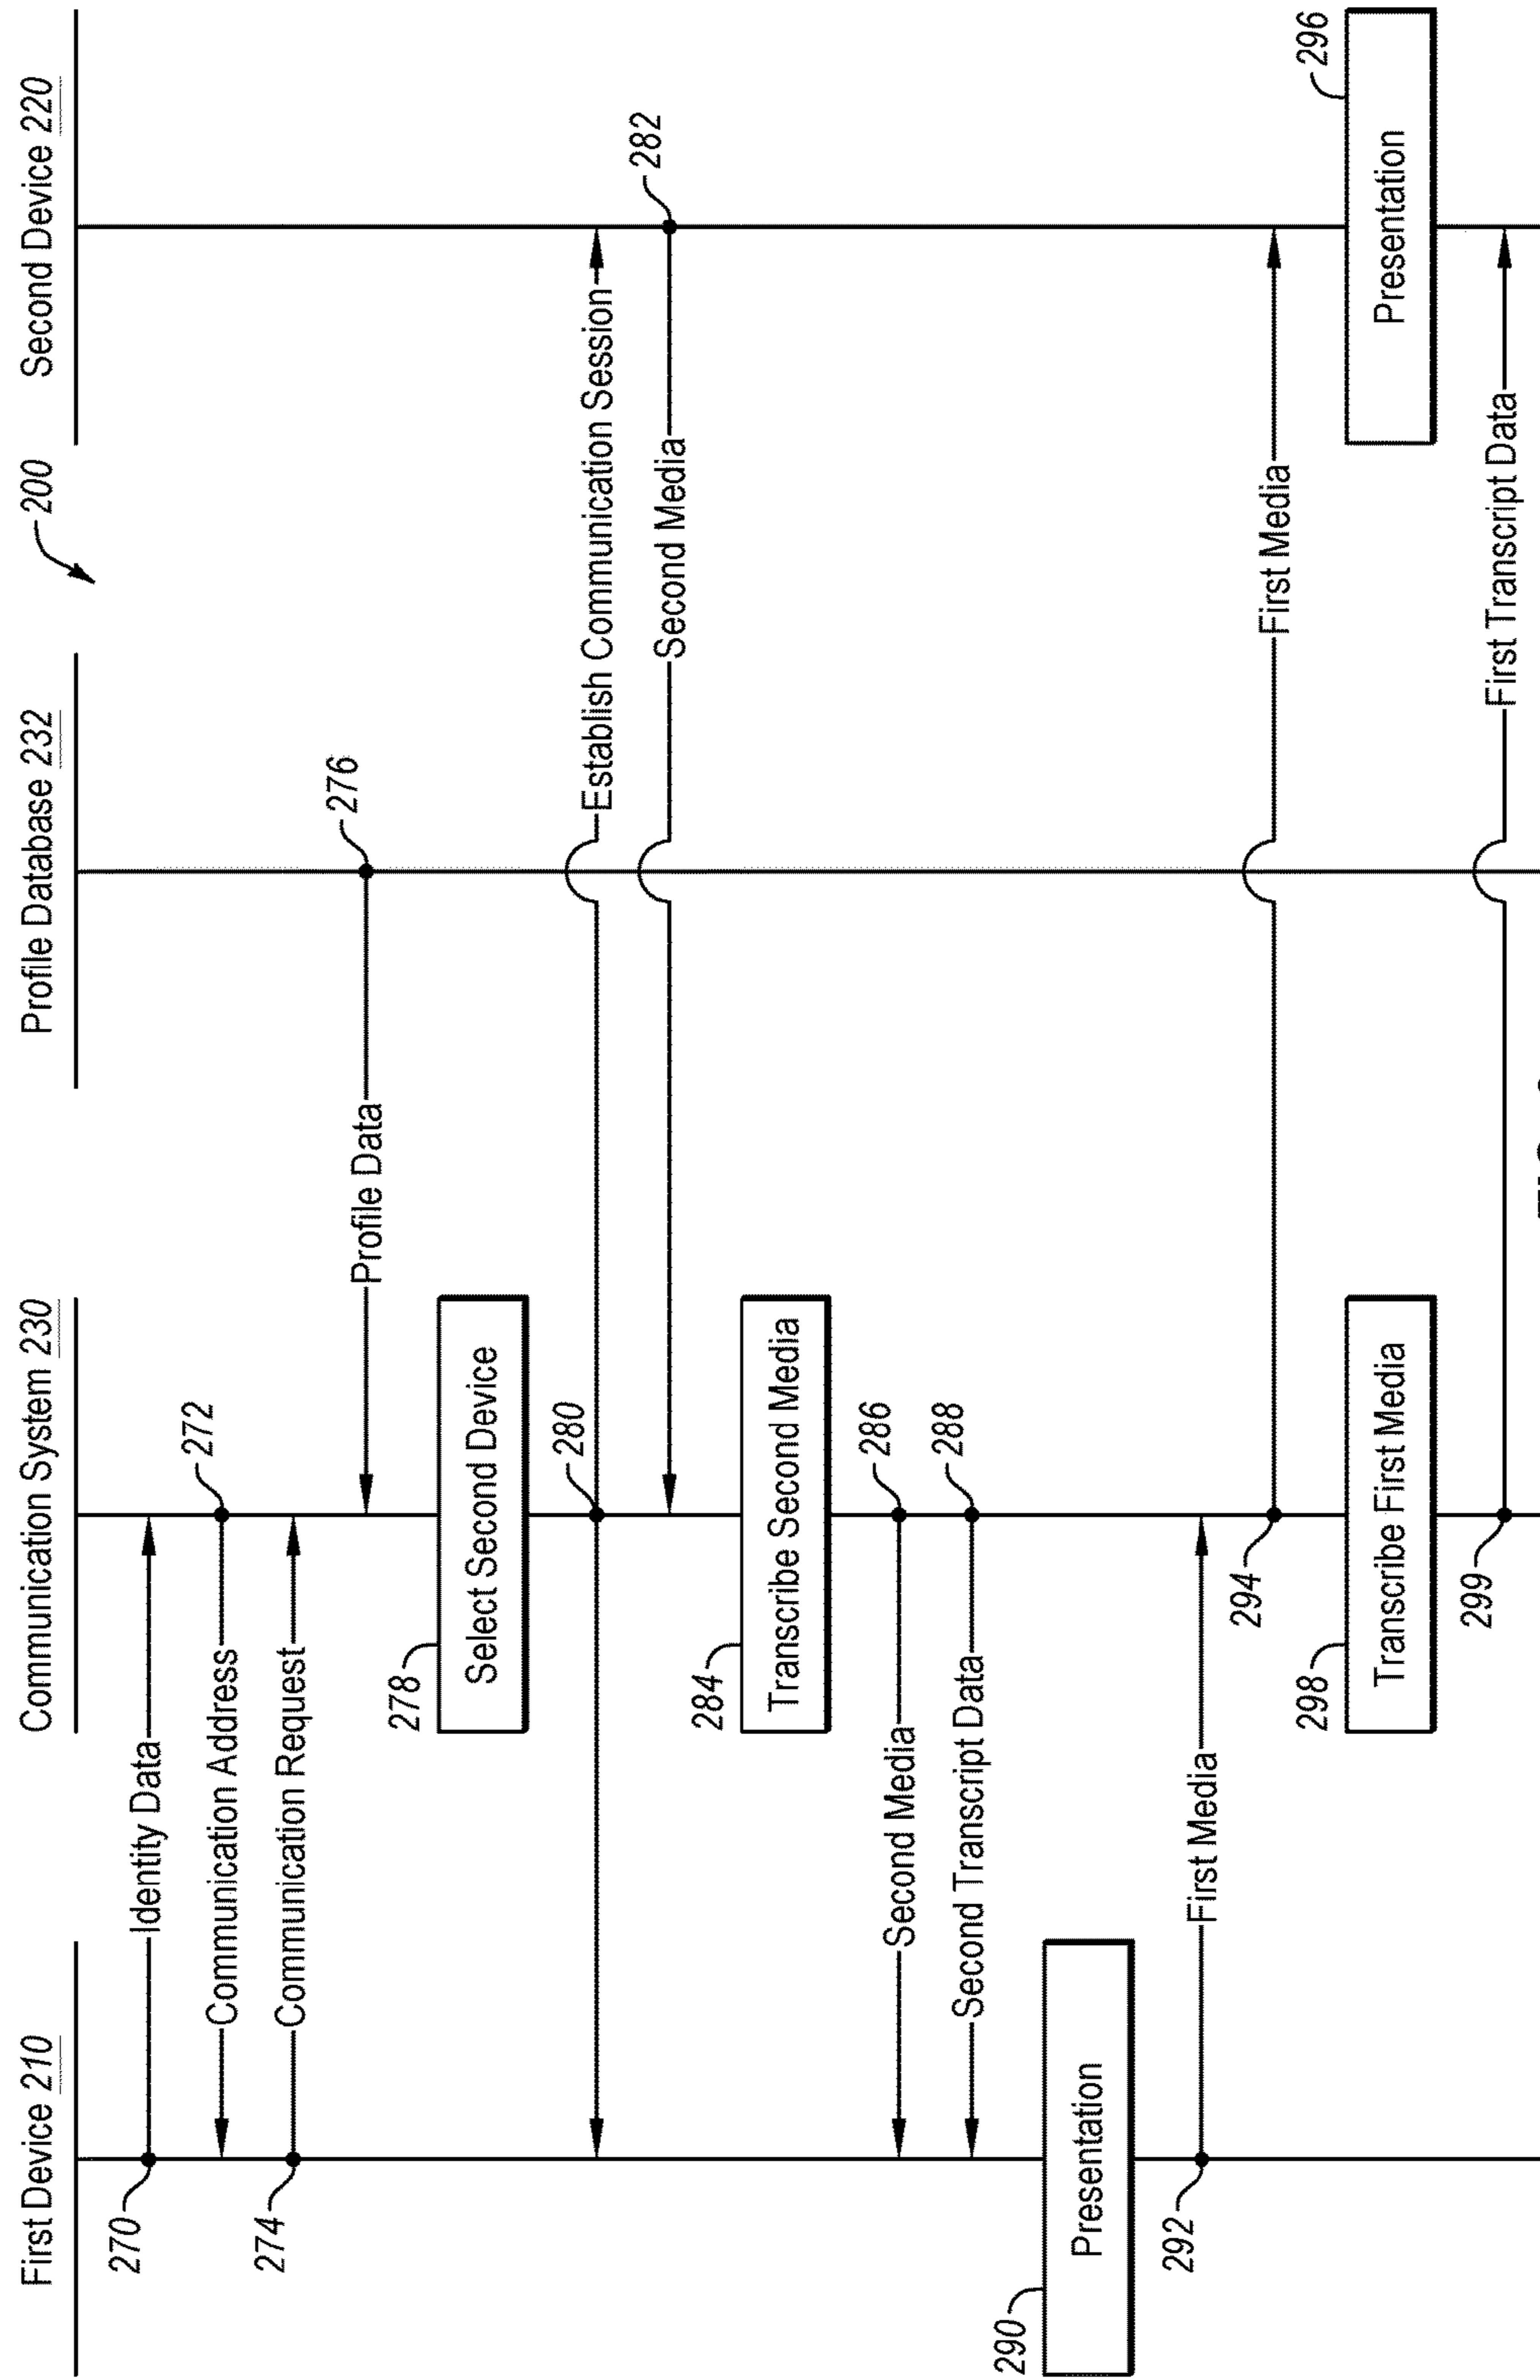 200
First Device 210
Communication System 230
Profile Database 232
Second Device 220
270
Identity Data
272
Communication Address
274
Communication Request
276
Profile Data
278
Select Second Device
280
Establish Communication Session
282
Second Media
284
Transcribe Second Media
286
Second Media
288
Second Transcript Data
290
Presentation
292
First Media
294
First Media
296
Presentation
298
Transcribe First Media
299
First Transcript Data